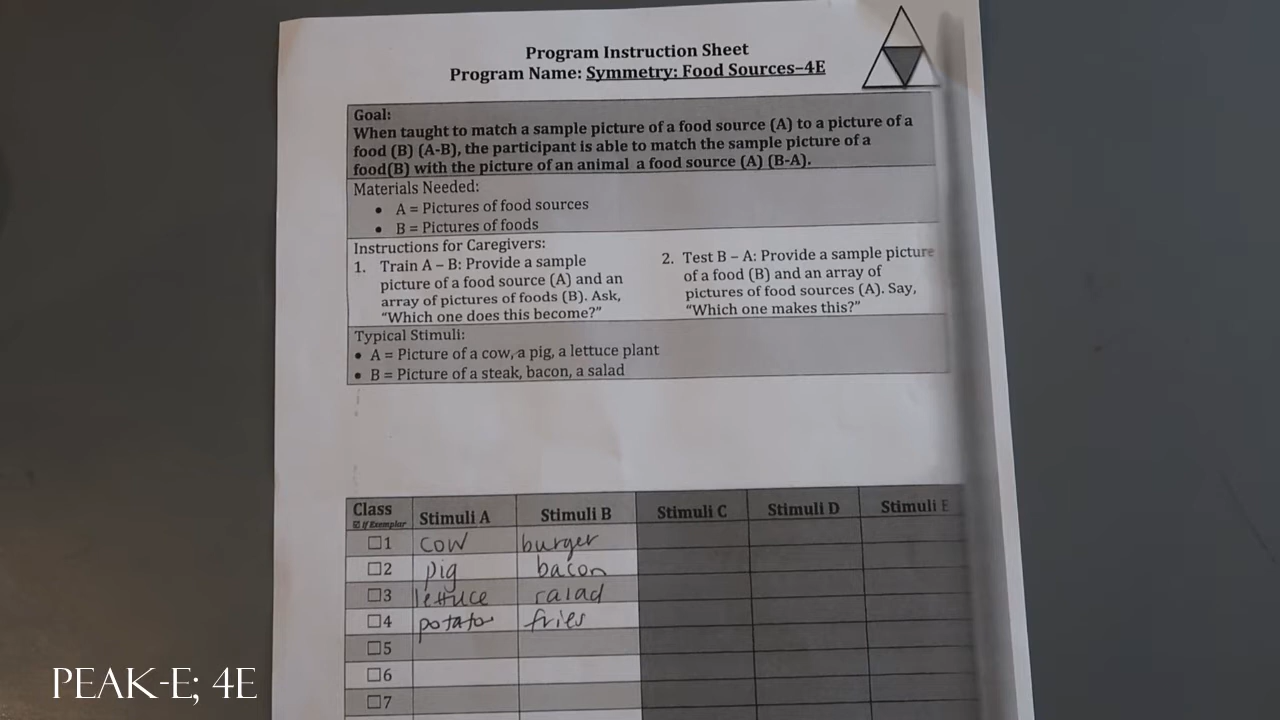 Program Instruction Sheet
Program Name: Symmetry: Food Sources–4E
Goal:
When taught to match a sample picture of a food source (A) to a picture of a
food (B) (A-B), the participant is able to match the sample picture of a
food(B) with the picture of an animal a food source (A) (B-A).
Materials Needed:
• A = Pictures of food sources
• B = Pictures of foods
Instructions for Caregivers:
1. Train A – B: Provide a sample
picture of a food source (A) and an
array of pictures of foods (B). Ask,
“Which one does this become?”
2. Test B – A: Provide a sample picture
of a food (B) and an array of
pictures of food sources (A). Say,
“Which one makes this?”
Typical Stimuli:
• A = Picture of a cow, a pig, a lettuce plant
• B = Picture of a steak, bacon, a salad
Class Stimuli A Stimuli B Stimuli C Stimuli D Stimuli E
☑ If Exemplar
☐1 cow burger
☐2 pig bacon
☐3 lettuce salad
☐4 potato fries
☐5
☐6
☐7
PEAK-E; 4E